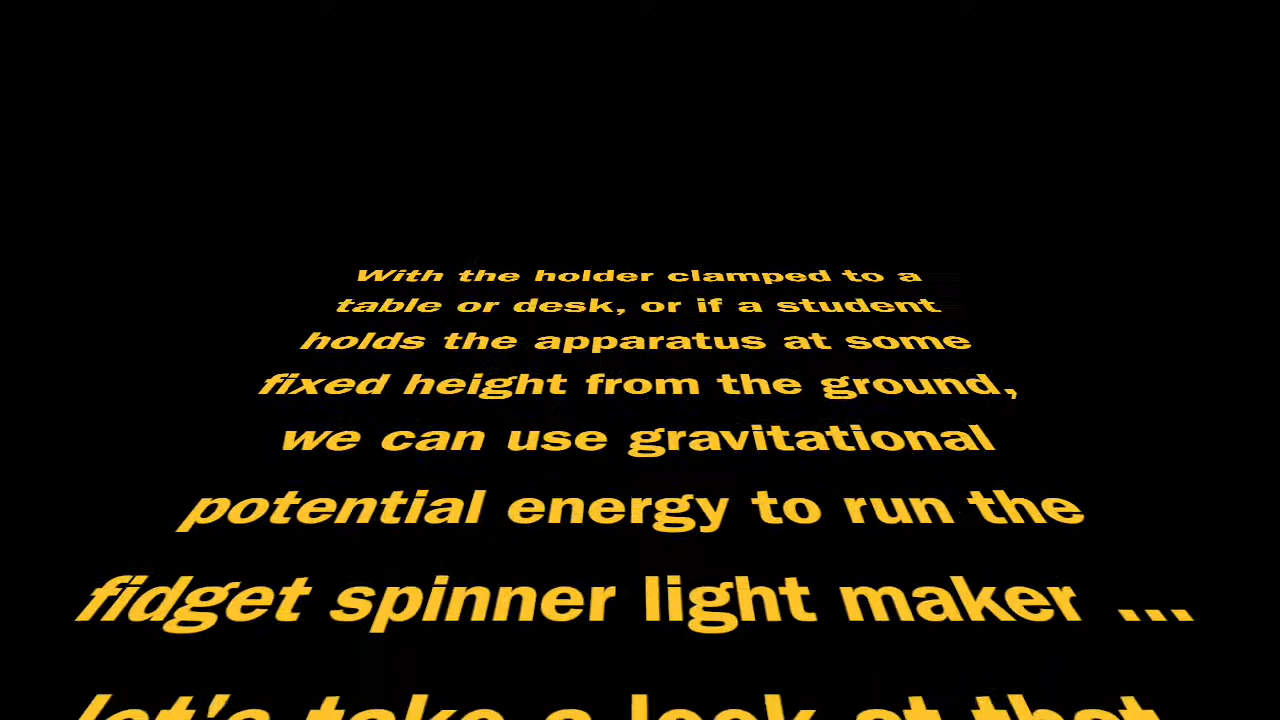 With the holder clamped to a
table or desk, or if a student
holds the apparatus at some
fixed height from the ground,
we can use gravitational
potential energy to run the
fidget spinner light maker ...
let's take a look at that